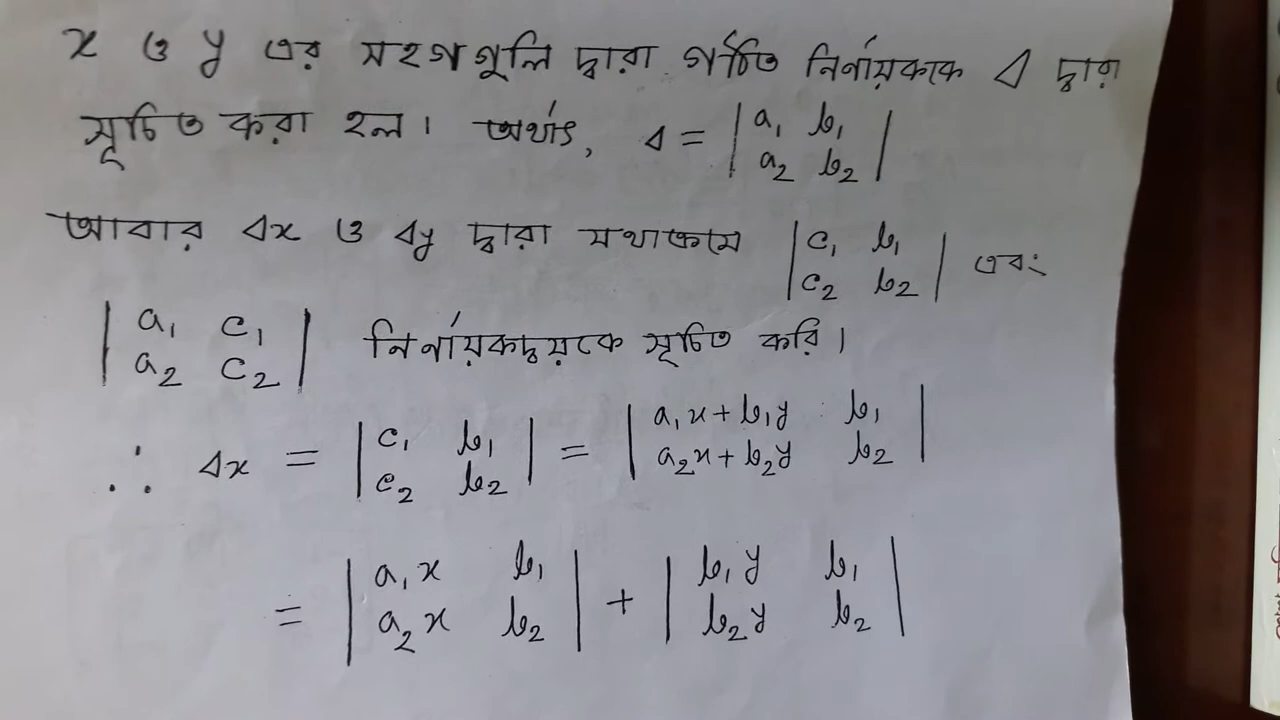 x ও y এর সহগগুলি দ্বারা গঠিত নির্ণায়ককে Δ দ্বারা
সূচিত করা হল। অর্থাৎ, Δ = | a₁ b₁ |
| a₂ b₂ |
আবার Δx ও Δy দ্বারা যথাক্রমে | c₁ b₁ | এবং
| c₂ b₂ |
| a₁ c₁ | নির্ণায়কদ্বয়কে সূচিত করি।
| a₂ c₂ |
∴ Δx = | c₁ b₁ | = | a₁x + b₁y b₁ |
| c₂ b₂ | | a₂x + b₂y b₂ |
= | a₁x b₁ | + | b₁y b₁ |
| a₂x b₂ | | b₂y b₂ |